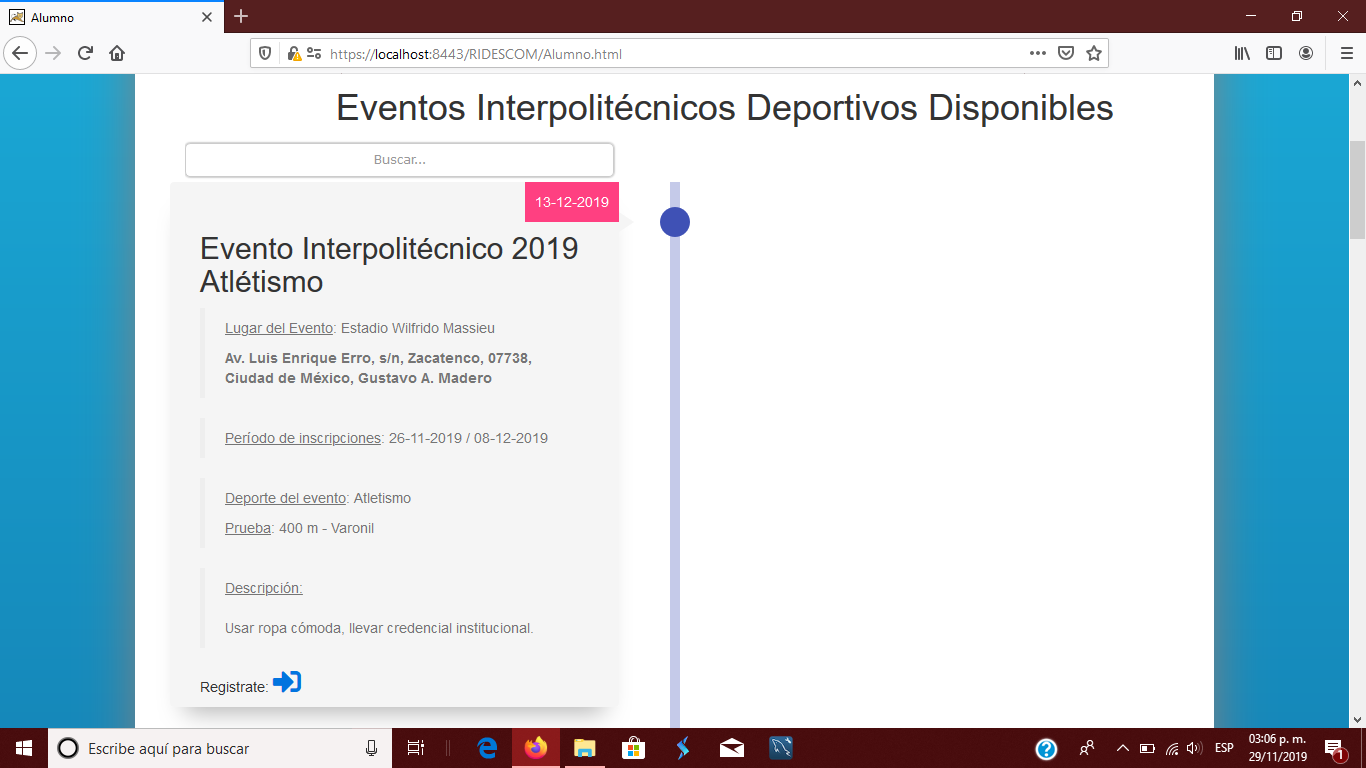 Alumno
https://localhost:8443/RIDESCOM/Alumno.html
Eventos Interpolitécnicos Deportivos Disponibles
Buscar...
13-12-2019
Evento Interpolitécnico 2019
Atlétismo
Lugar del Evento: Estadio Wilfrido Massieu
Av. Luis Enrique Erro, s/n, Zacatenco, 07738,
Ciudad de México, Gustavo A. Madero
Período de inscripciones: 26-11-2019 / 08-12-2019
Deporte del evento: Atletismo
Prueba: 400 m - Varonil
Descripción:
Usar ropa cómoda, llevar credencial institucional.
Registrate:
Escribe aquí para buscar
ESP
03:06 p. m.
29/11/2019
1